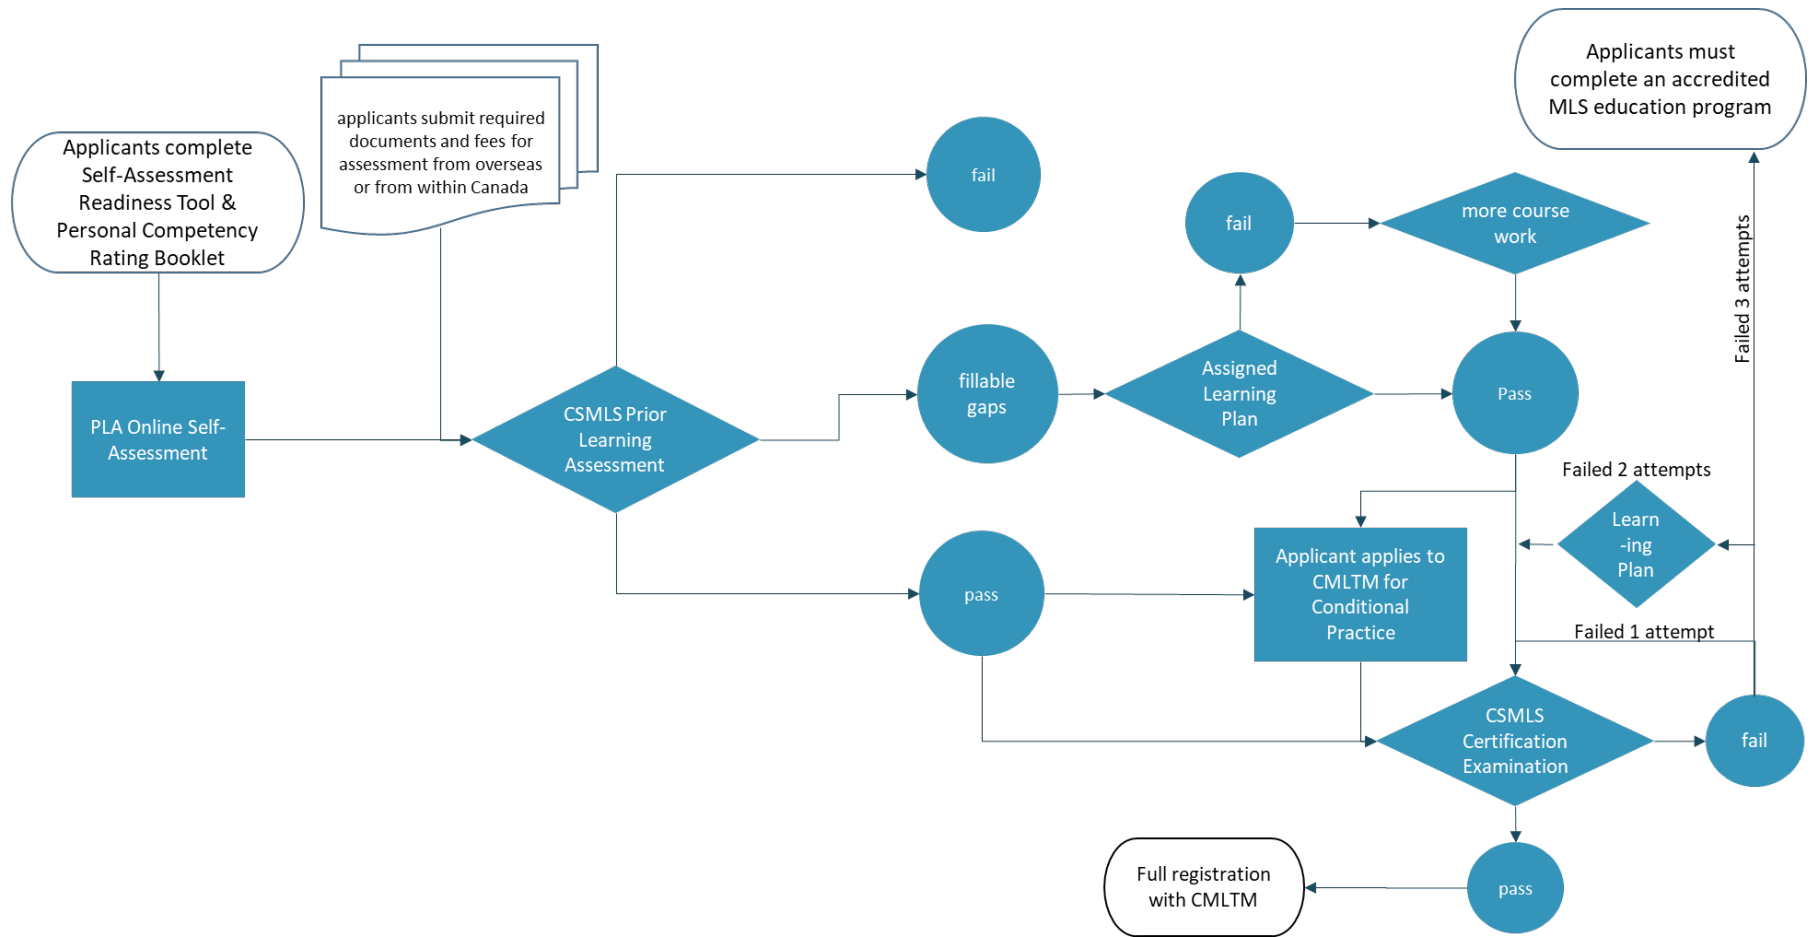 Applicants complete
Self-Assessment
Readiness Tool &
Personal Competency
Rating Booklet
applicants submit required
documents and fees for
assessment from overseas
or from within Canada
PLA Online Self-
Assessment
CSMLS Prior
Learning
Assessment
fail
fillable
gaps
pass
fail
more course
work
Assigned
Learning
Plan
Pass
Applicants must
complete an accredited
MLS education program
Failed 3 attempts
Failed 2 attempts
Learn
-ing
Plan
Failed 1 attempt
Applicant applies to
CMLTM for
Conditional
Practice
CSMLS
Certification
Examination
fail
pass
Full registration
with CMLTM